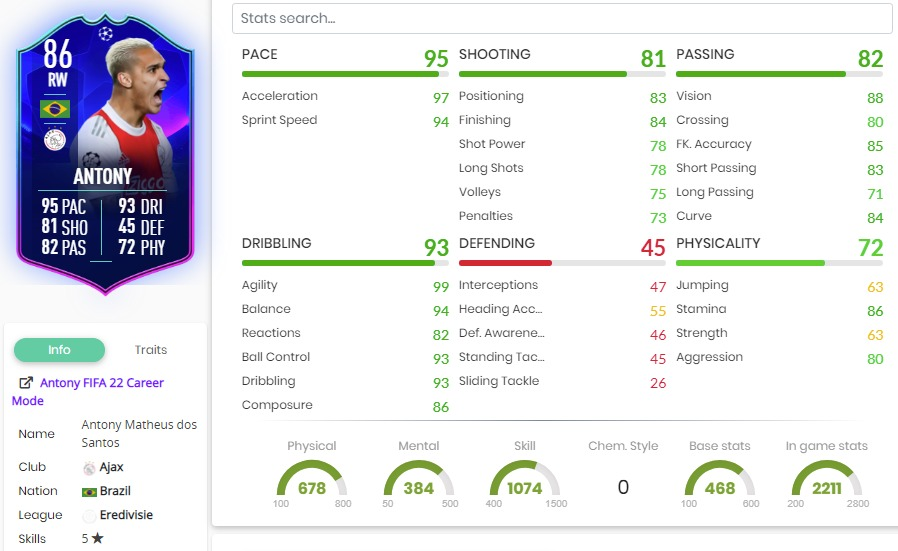 86
RW
ANTONY
95 PAC 93 DRI
81 SHO 45 DEF
82 PAS 72 PHY
Info Traits
Antony FIFA 22 Career
Mode
Name Antony Matheus dos
Santos
Club Ajax
Nation Brazil
League Eredivisie
Skills 5 ★
Stats search...
PACE 95
Acceleration 97
Sprint Speed 94
SHOOTING 81
Positioning 83
Finishing 84
Shot Power 78
Long Shots 78
Volleys 75
Penalties 73
PASSING 82
Vision 88
Crossing 80
FK. Accuracy 85
Short Passing 83
Long Passing 71
Curve 84
DRIBBLING 93
Agility 99
Balance 94
Reactions 82
Ball Control 93
Dribbling 93
Composure 86
DEFENDING 45
Interceptions 47
Heading Acc... 55
Def. Awarene... 46
Standing Tac... 45
Sliding Tackle 26
PHYSICALITY 72
Jumping 63
Stamina 86
Strength 63
Aggression 80
Physical Mental Skill Chem. Style Base stats In game stats
678 384 1074 0 468 2211
100 800 50 500 400 1500 100 600 200 2800